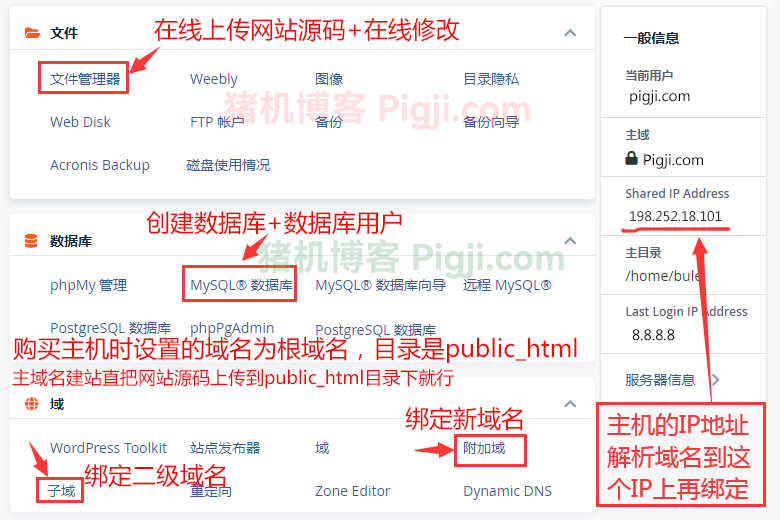 文件
在线上传网站源码+在线修改
文件管理器 Weebly 图像 目录隐私
猪机博客 Pigji.com
Web Disk FTP 帐户 备份 备份向导
Acronis Backup 磁盘使用情况
创建数据库+数据库用户
数据库
猪机博客 Pigji.com
phpMy 管理 MySQL® 数据库 MySQL® 数据库向导 远程 MySQL®
PostgreSQL 数据库 phpPgAdmin PostgreSQL 数据库
购买主机时设置的域名为根域名，目录是public_html
主域名建站直把网站源码上传到public_html目录下就行
域
绑定新域名
WordPress Toolkit 站点发布器 域 附加域
绑定二级域名
子域 重定向 Zone Editor Dynamic DNS
一般信息
当前用户
pigji.com
主域
Pigji.com
Shared IP Address
198.252.18.101
主目录
/home/bule
Last Login IP Address
8.8.8.8
服务器信息
主机的IP地址
解析域名到这
个IP上再绑定